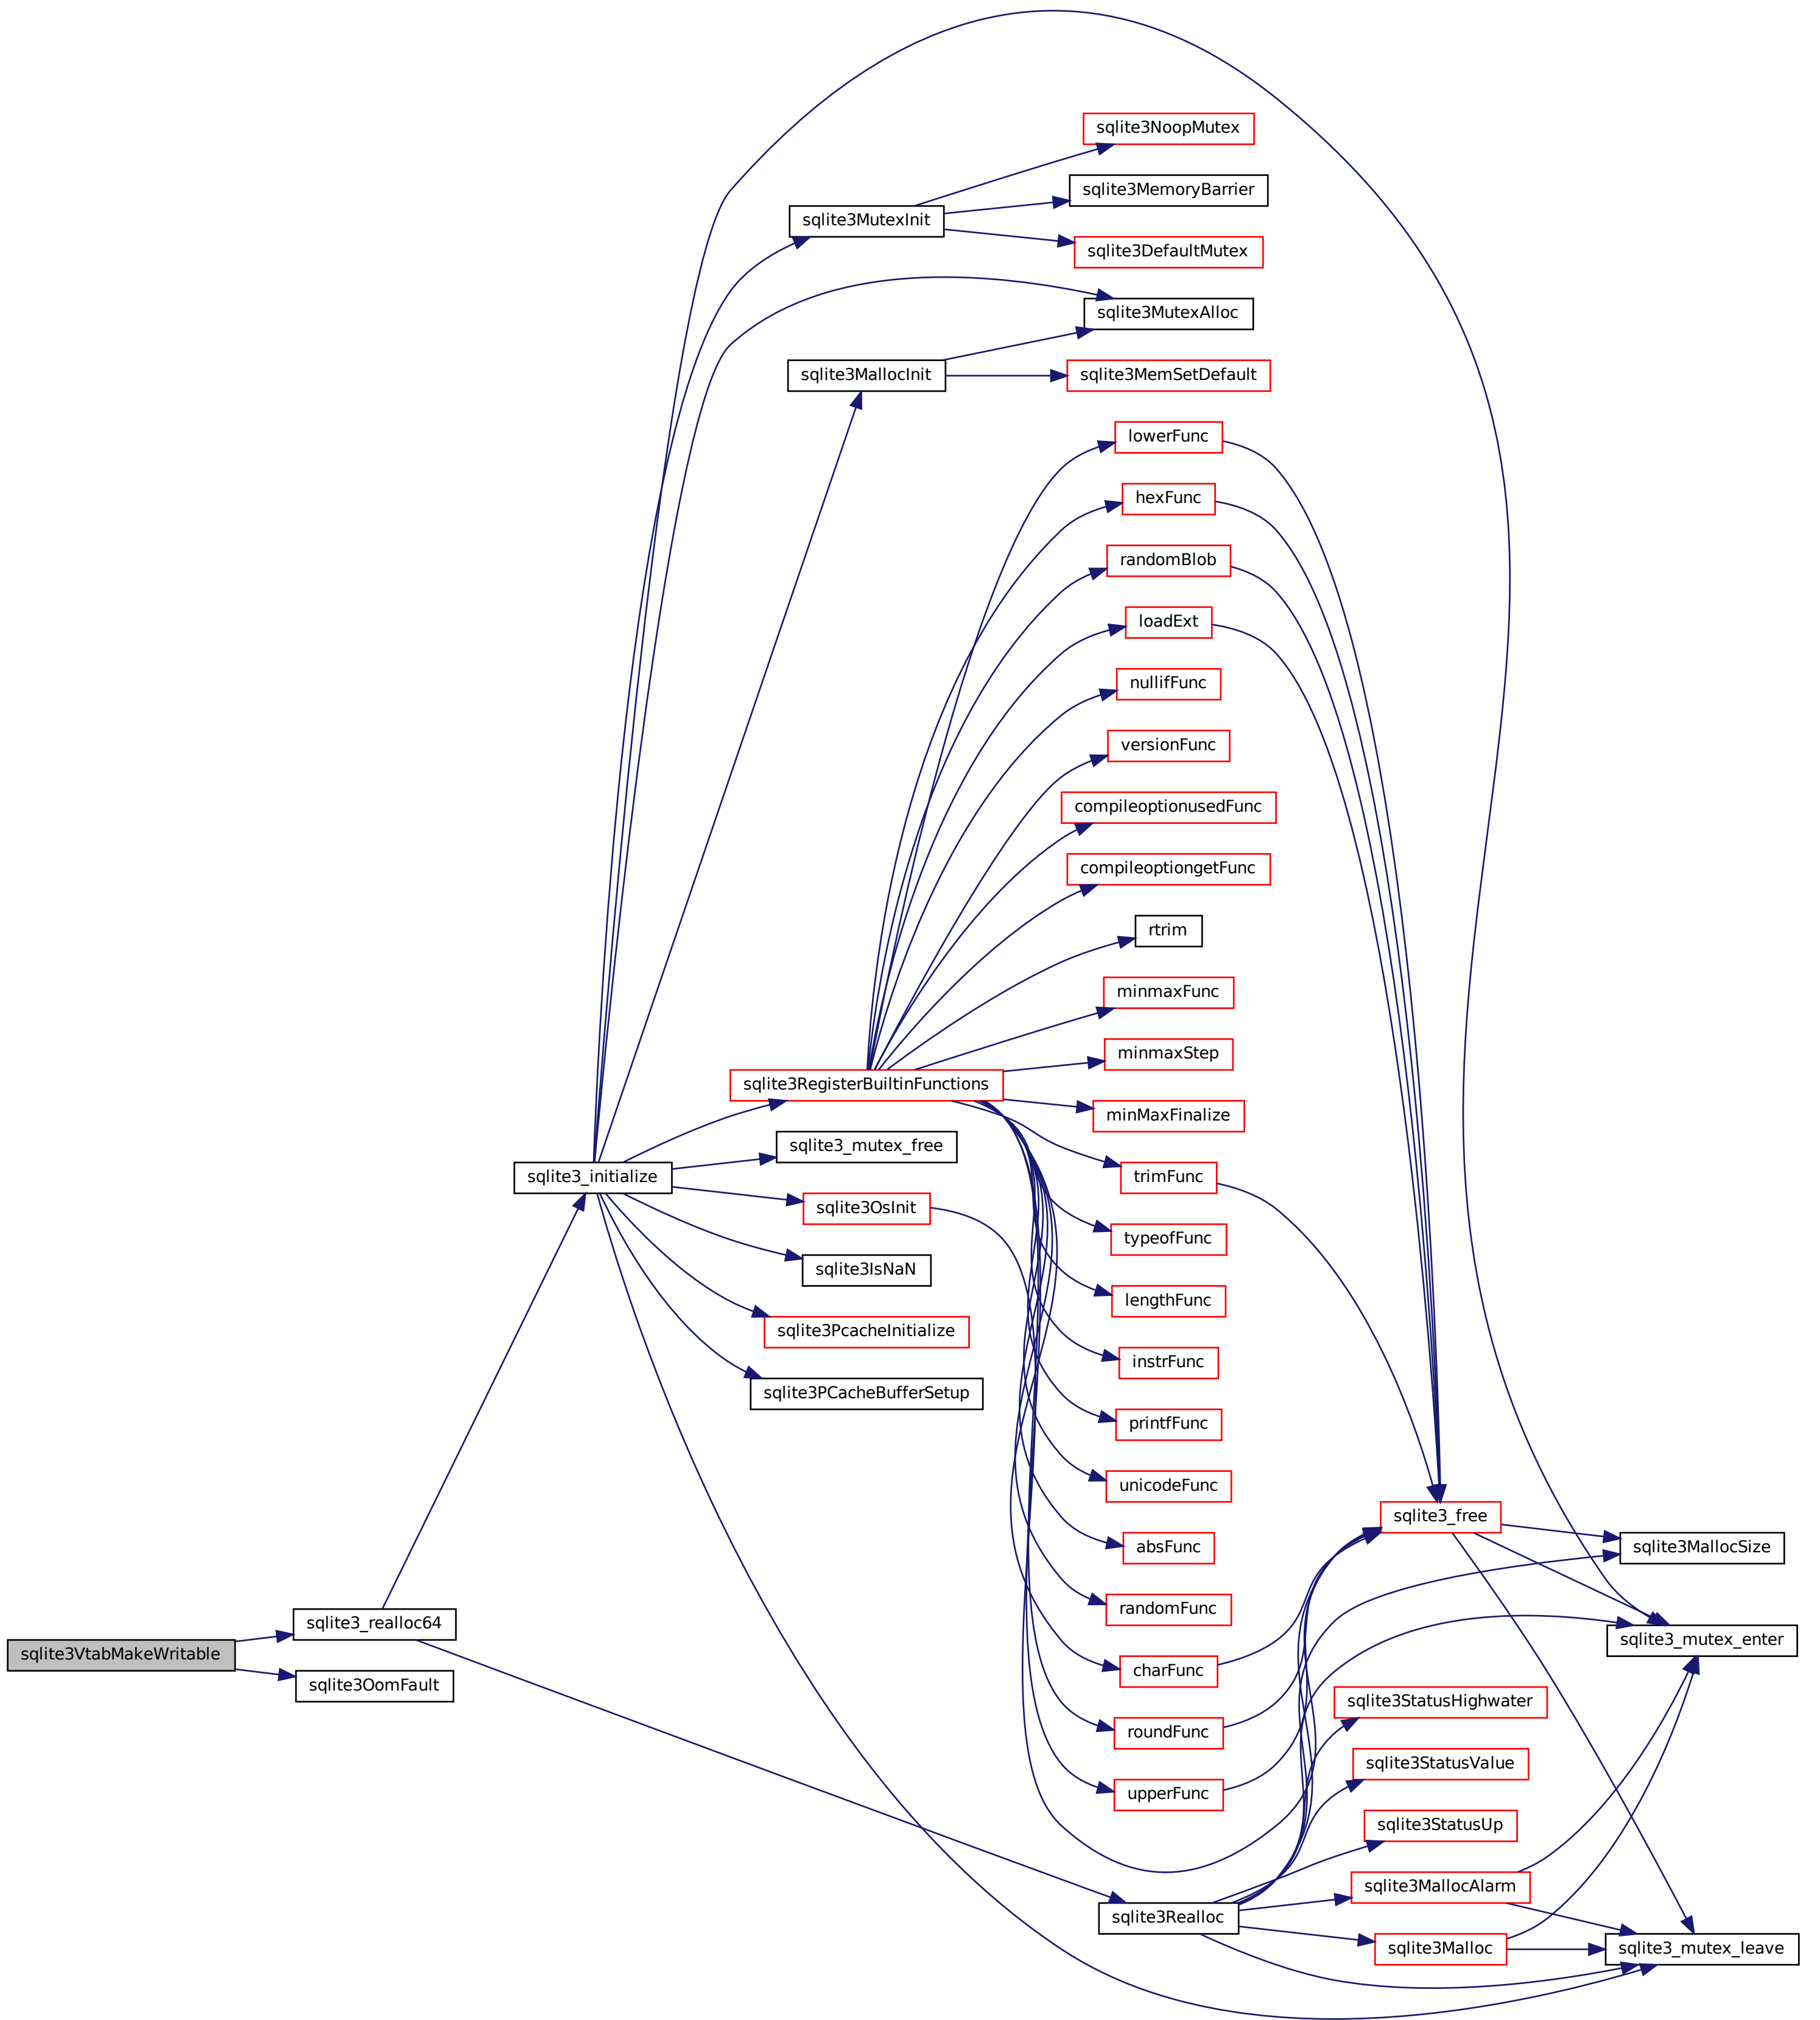 sqlite3NoopMutex
sqlite3MemoryBarrier
sqlite3MutexInit
sqlite3DefaultMutex
sqlite3MutexAlloc
sqlite3MallocInit
sqlite3MemSetDefault
lowerFunc
hexFunc
randomBlob
loadExt
nullifFunc
versionFunc
compileoptionusedFunc
compileoptiongetFunc
rtrim
minmaxFunc
minmaxStep
sqlite3RegisterBuiltinFunctions
minMaxFinalize
sqlite3_mutex_free
sqlite3_initialize
trimFunc
sqlite3OsInit
typeofFunc
sqlite3IsNaN
lengthFunc
sqlite3PcacheInitialize
instrFunc
sqlite3PCacheBufferSetup
printfFunc
unicodeFunc
sqlite3_free
absFunc
sqlite3MallocSize
randomFunc
sqlite3_realloc64
sqlite3_mutex_enter
sqlite3VtabMakeWritable
charFunc
sqlite3OomFault
sqlite3StatusHighwater
roundFunc
sqlite3StatusValue
upperFunc
sqlite3StatusUp
sqlite3MallocAlarm
sqlite3Realloc
sqlite3Malloc
sqlite3_mutex_leave